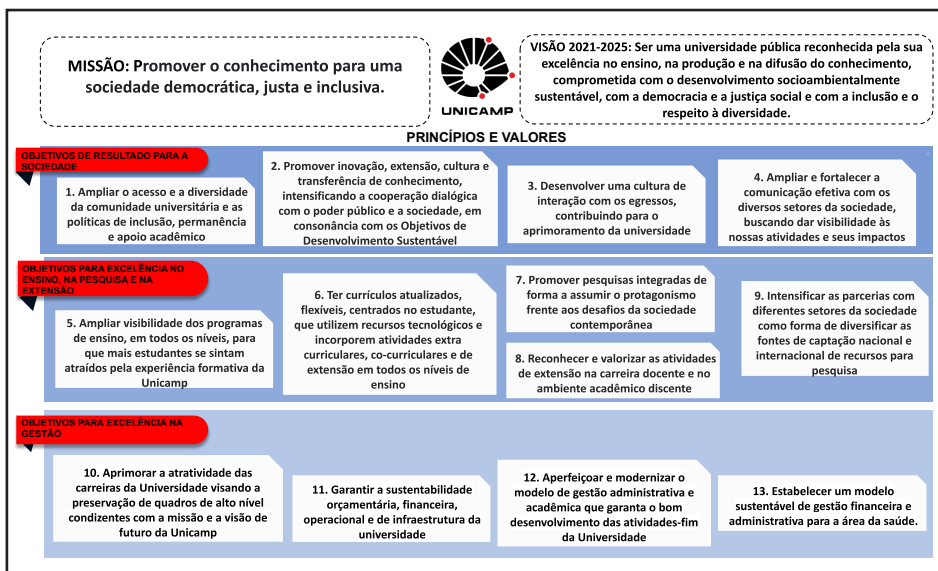 MISSÃO: Promover o conhecimento para uma
sociedade democrática, justa e inclusiva.
UNICAMP
VISÃO 2021-2025: Ser uma universidade pública reconhecida pela sua
excelência no ensino, na produção e na difusão do conhecimento,
comprometida com o desenvolvimento socioambientalmente
sustentável, com a democracia e a justiça social e com a inclusão e o
respeito à diversidade.
PRINCÍPIOS E VALORES
OBJETIVOS DE RESULTADO PARA A
SOCIEDADE
1. Ampliar o acesso e a diversidade
da comunidade universitária e as
políticas de inclusão, permanência
e apoio acadêmico
2. Promover inovação, extensão, cultura e
transferência de conhecimento,
intensificando a cooperação dialógica
com o poder público e a sociedade, em
consonância com os Objetivos de
Desenvolvimento Sustentável
3. Desenvolver uma cultura de
interação com os egressos,
contribuindo para o
aprimoramento da universidade
4. Ampliar e fortalecer a
comunicação efetiva com os
diversos setores da sociedade,
buscando dar visibilidade às
nossas atividades e seus impactos
OBJETIVOS PARA EXCELÊNCIA NO
ENSINO, NA PESQUISA E NA
EXTENSÃO
5. Ampliar visibilidade dos programas
de ensino, em todos os níveis, para
que mais estudantes se sintam
atraídos pela experiência formativa da
Unicamp
6. Ter currículos atualizados,
flexíveis, centrados no estudante,
que utilizem recursos tecnológicos e
incorporem atividades extra
curriculares, co-curriculares e de
extensão em todos os níveis de
ensino
7. Promover pesquisas integradas de
forma a assumir o protagonismo
frente aos desafios da sociedade
contemporânea
8. Reconhecer e valorizar as atividades
de extensão na carreira docente e no
ambiente acadêmico discente
9. Intensificar as parcerias com
diferentes setores da sociedade
como forma de diversificar as
fontes de captação nacional e
internacional de recursos para
pesquisa
OBJETIVOS PARA EXCELÊNCIA NA
GESTÃO
10. Aprimorar a atratividade das
carreiras da Universidade visando a
preservação de quadros de alto nível
condizentes com a missão e a visão de
futuro da Unicamp
11. Garantir a sustentabilidade
orçamentária, financeira,
operacional e de infraestrutura da
universidade
12. Aperfeiçoar e modernizar o
modelo de gestão administrativa e
acadêmica que garanta o bom
desenvolvimento das atividades-fim
da Universidade
13. Estabelecer um modelo
sustentável de gestão financeira e
administrativa para a área da saúde.